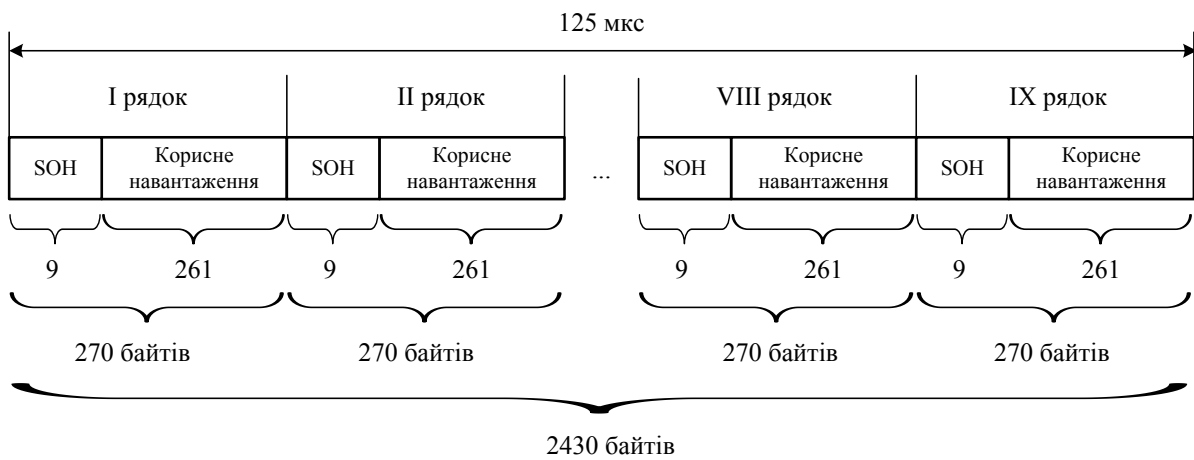 125 мкс
I рядок II рядок VIII рядок IX рядок
SOH Корисне навантаження SOH Корисне навантаження ... SOH Корисне навантаження SOH Корисне навантаження
9 261 9 261 9 261 9 261
270 байтів 270 байтів 270 байтів 270 байтів
2430 байтів